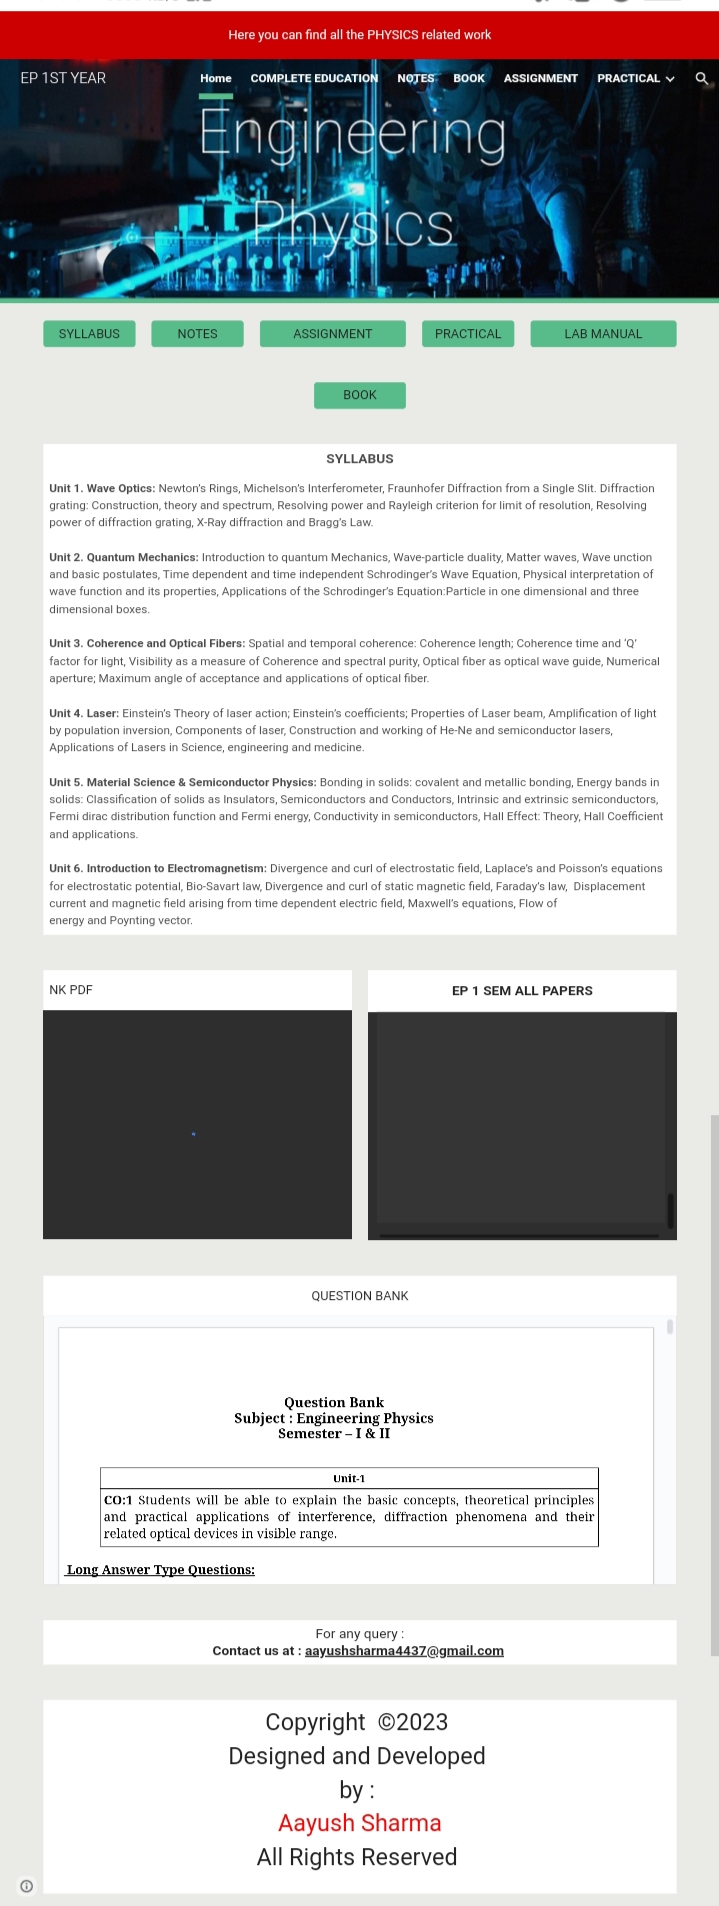 Here you can find all the PHYSICS related work
EP 1ST YEAR
Home COMPLETE EDUCATION NOTES BOOK ASSIGNMENT PRACTICAL
Engineering
Physics
SYLLABUS NOTES ASSIGNMENT PRACTICAL LAB MANUAL
BOOK
SYLLABUS
Unit 1. Wave Optics: Newton's Rings, Michelson's Interferometer, Fraunhofer Diffraction from a Single Slit. Diffraction
grating: Construction, theory and spectrum, Resolving power and Rayleigh criterion for limit of resolution, Resolving
power of diffraction grating, X-Ray diffraction and Bragg's Law.
Unit 2. Quantum Mechanics: Introduction to quantum Mechanics, Wave-particle duality, Matter waves, Wave unction
and basic postulates, Time dependent and time independent Schrodinger's Wave Equation, Physical interpretation of
wave function and its properties, Applications of the Schrodinger's Equation:Particle in one dimensional and three
dimensional boxes.
Unit 3. Coherence and Optical Fibers: Spatial and temporal coherence: Coherence length; Coherence time and 'Q'
factor for light, Visibility as a measure of Coherence and spectral purity, Optical fiber as optical wave guide, Numerical
aperture; Maximum angle of acceptance and applications of optical fiber.
Unit 4. Laser: Einstein's Theory of laser action; Einstein's coefficients; Properties of Laser beam, Amplification of light
by population inversion, Components of laser, Construction and working of He-Ne and semiconductor lasers,
Applications of Lasers in Science, engineering and medicine.
Unit 5. Material Science & Semiconductor Physics: Bonding in solids: covalent and metallic bonding, Energy bands in
solids: Classification of solids as Insulators, Semiconductors and Conductors, Intrinsic and extrinsic semiconductors,
Fermi dirac distribution function and Fermi energy, Conductivity in semiconductors, Hall Effect: Theory, Hall Coefficient
and applications.
Unit 6. Introduction to Electromagnetism: Divergence and curl of electrostatic field, Laplace's and Poisson's equations
for electrostatic potential, Bio-Savart law, Divergence and curl of static magnetic field, Faraday's law, Displacement
current and magnetic field arising from time dependent electric field, Maxwell's equations, Flow of
energy and Poynting vector.
NK PDF
EP 1 SEM ALL PAPERS
QUESTION BANK
Question Bank
Subject : Engineering Physics
Semester – I & II
Unit-1
CO:1 Students will be able to explain the basic concepts, theoretical principles
and practical applications of interference, diffraction phenomena and their
related optical devices in visible range.
Long Answer Type Questions:
For any query :
Contact us at : aayushsharma4437@gmail.com
Copyright ©2023
Designed and Developed
by :
Aayush Sharma
All Rights Reserved